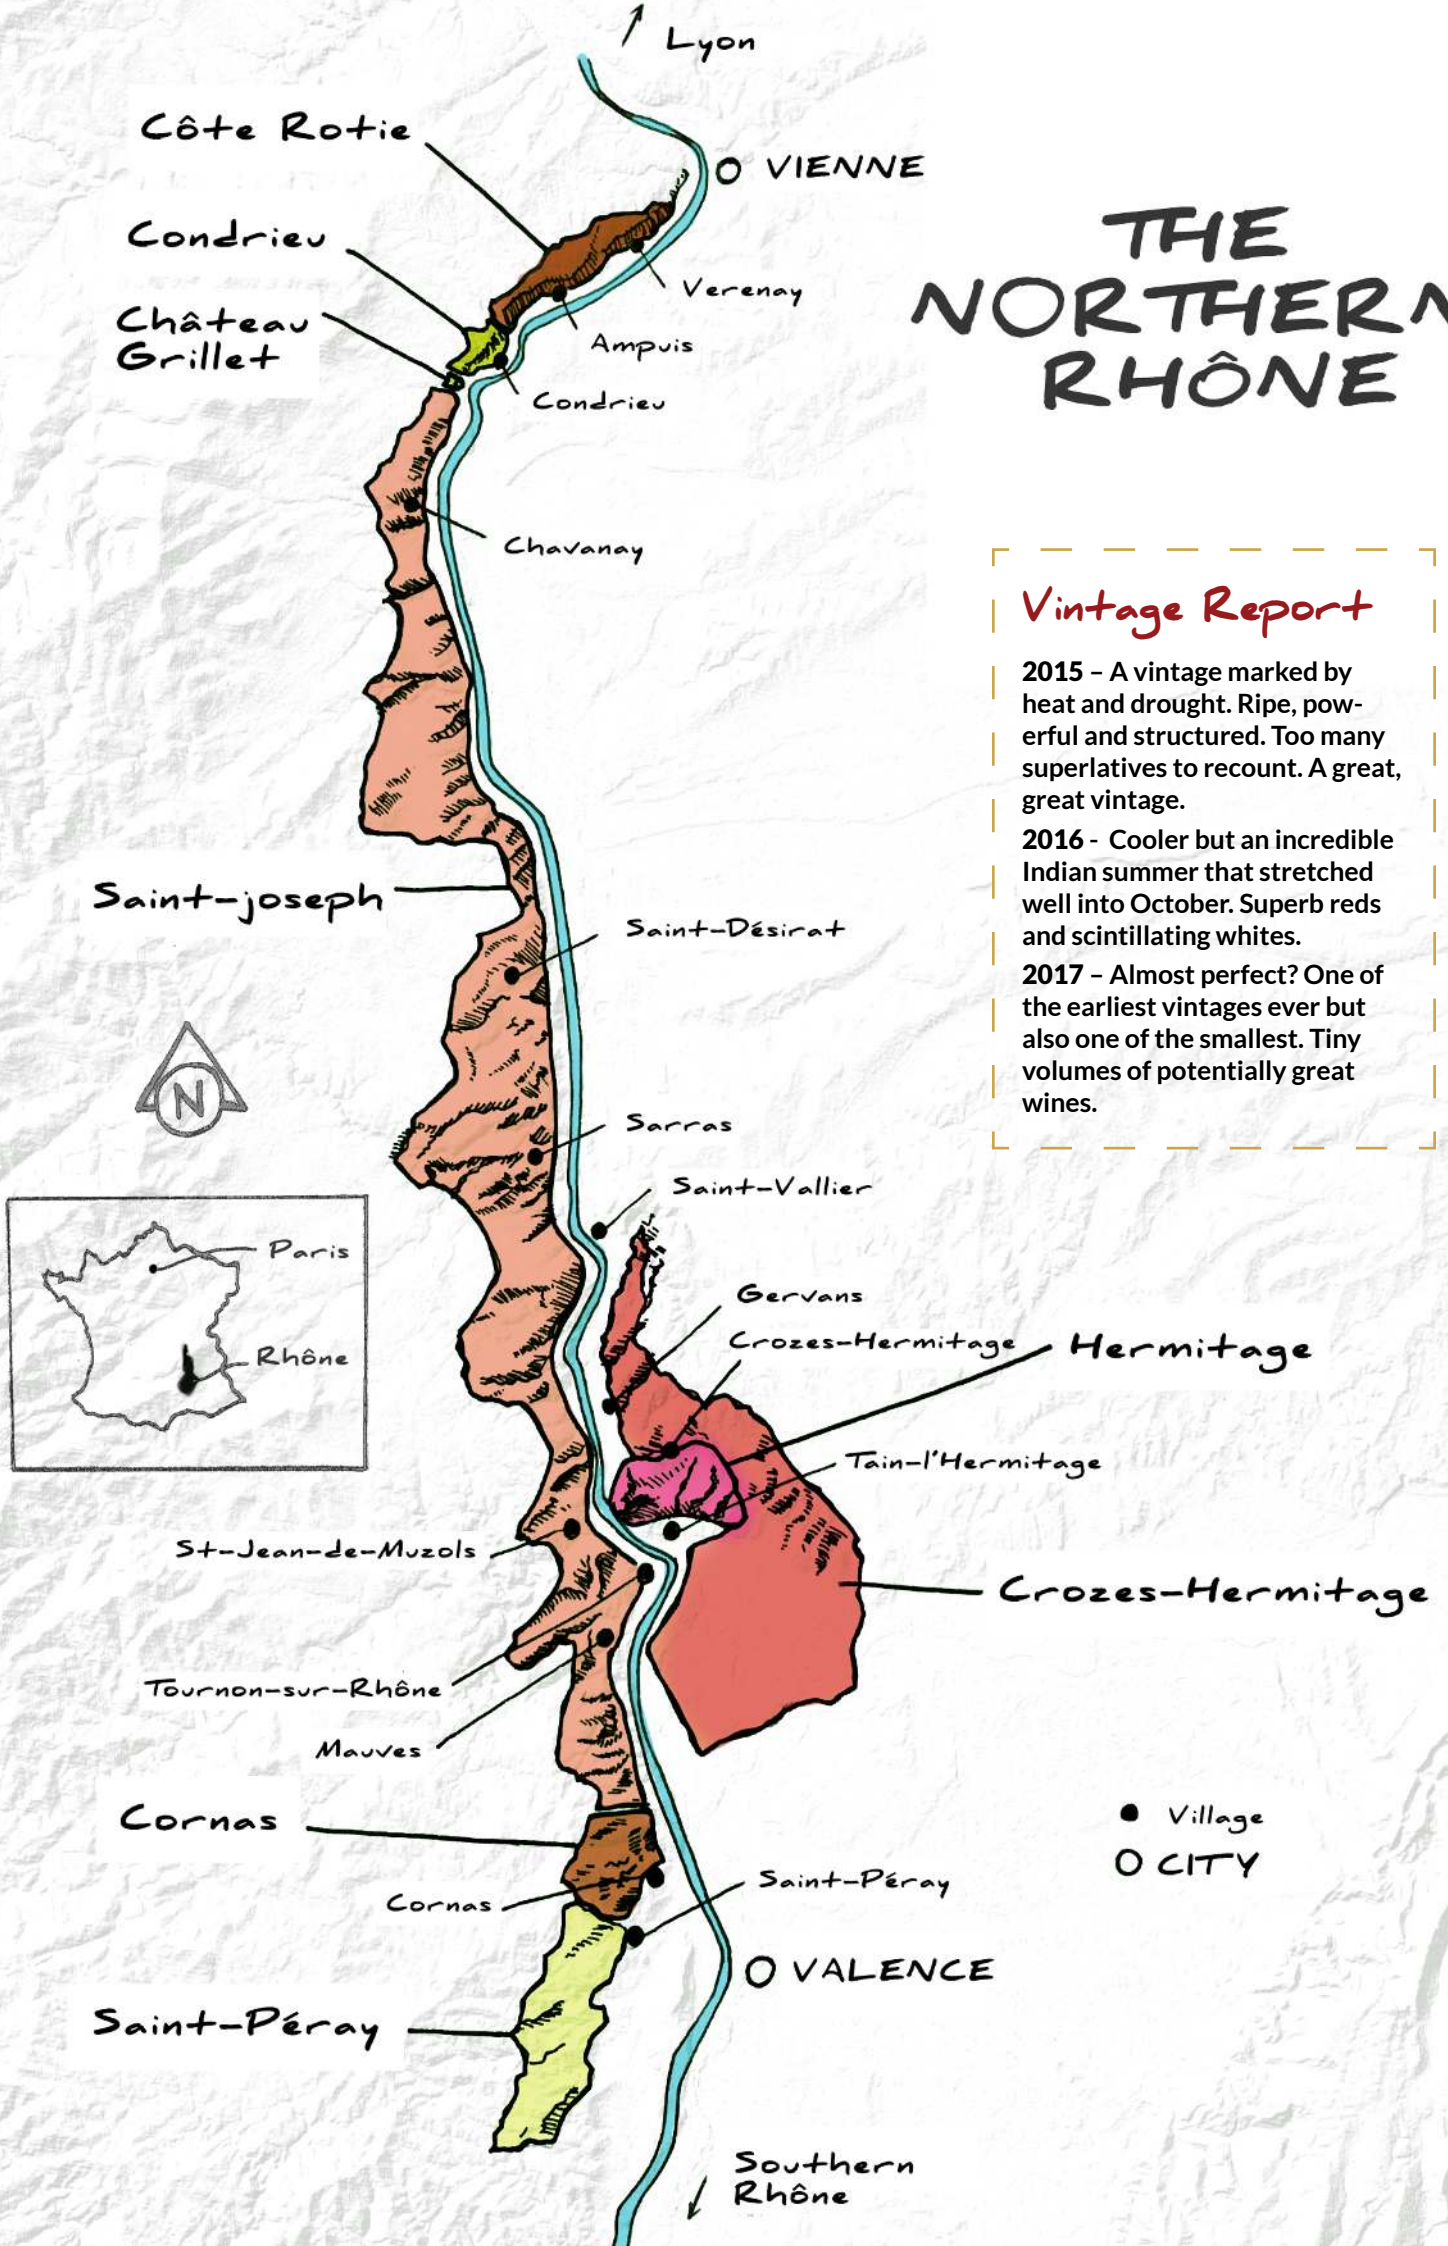 Lyon
Côte Rotie
VIENNE
THE
NORTHERN
RHÔNE
Condrieu
Verenay
Château
Grillet
Ampuis
Condrieu
Chavanay
Vintage Report
2015 – A vintage marked by
heat and drought. Ripe, pow-
erful and structured. Too many
superlatives to recount. A great,
great vintage.
2016 - Cooler but an incredible
Indian summer that stretched
well into October. Superb reds
and scintillating whites.
2017 – Almost perfect? One of
the earliest vintages ever but
also one of the smallest. Tiny
volumes of potentially great
wines.
Saint-joseph
Saint-Désirat
N
Sarras
Saint-Vallier
Paris
Rhône
Gervans
Crozes-Hermitage
Hermitage
Tain-l'Hermitage
St-Jean-de-Muzols
Crozes-Hermitage
Tournon-sur-Rhône
Mauves
Cornas
Village
CITY
Saint-Péray
Cornas
VALENCE
Saint-Péray
Southern
Rhône